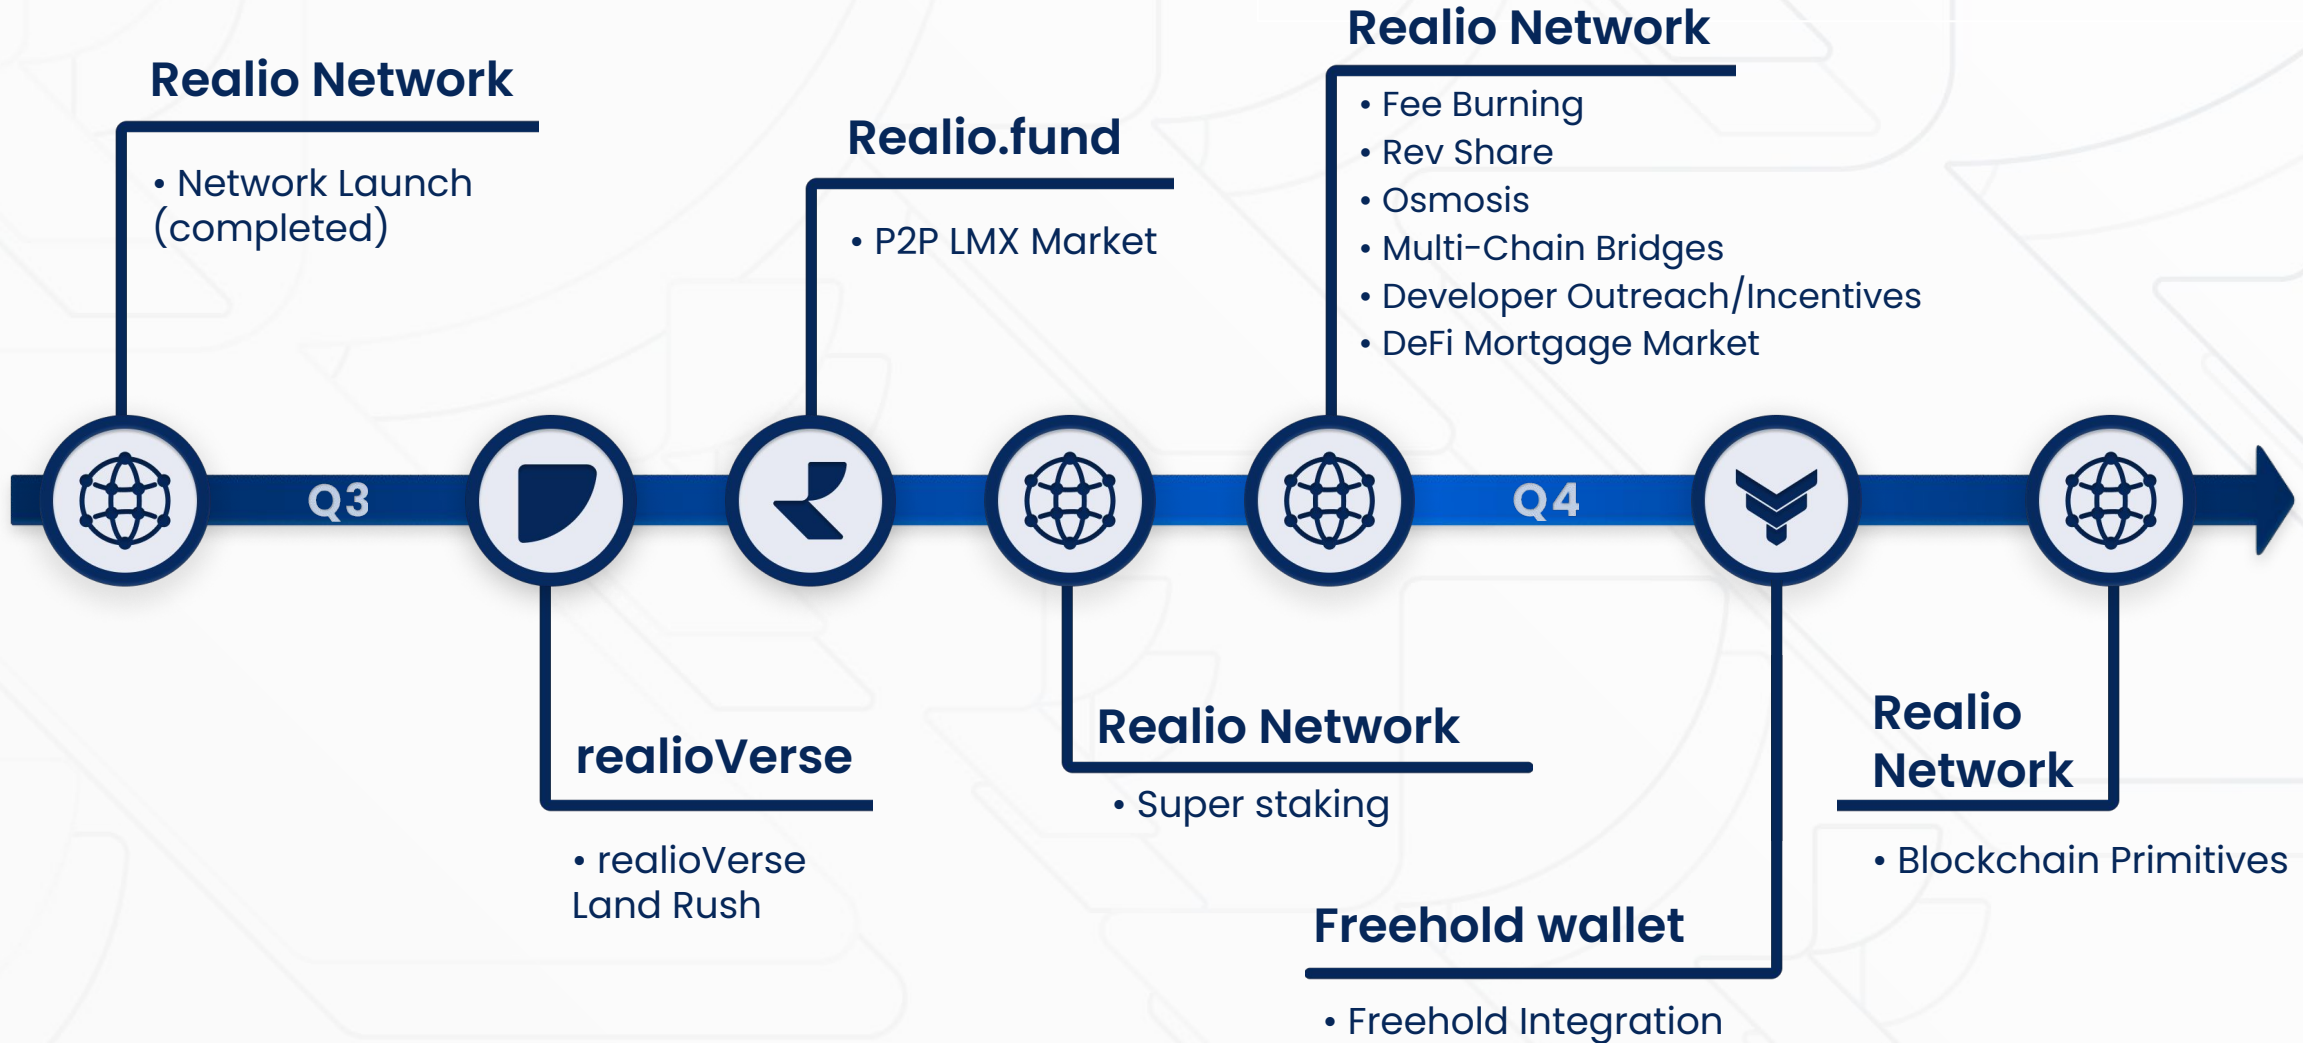 Realio Network
• Network Launch
(completed)
Realio.fund
• P2P LMX Market
Realio Network
• Fee Burning
• Rev Share
• Osmosis
• Multi-Chain Bridges
• Developer Outreach/Incentives
• DeFi Mortgage Market
Q3
Q4
realioVerse
• realioVerse
Land Rush
Realio Network
• Super staking
Freehold wallet
• Freehold Integration
Realio
Network
• Blockchain Primitives